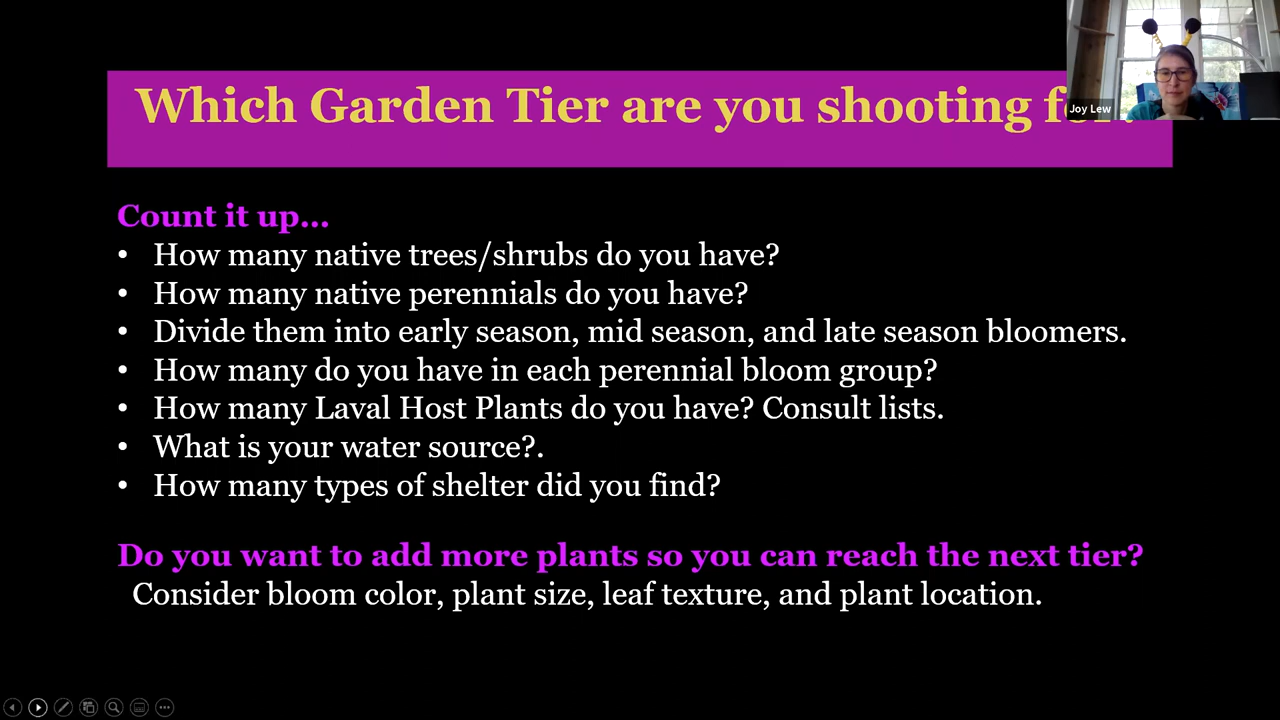 Which Garden Tier are you shooting for?
Joy Lew
Count it up...
• How many native trees/shrubs do you have?
• How many native perennials do you have?
• Divide them into early season, mid season, and late season bloomers.
• How many do you have in each perennial bloom group?
• How many Laval Host Plants do you have? Consult lists.
• What is your water source?.
• How many types of shelter did you find?
Do you want to add more plants so you can reach the next tier?
Consider bloom color, plant size, leaf texture, and plant location.